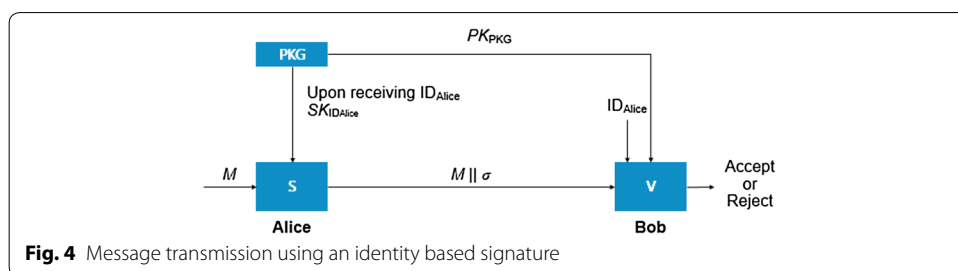 PK_PKG
PKG
Upon receiving ID_Alice
SK_IDAlice
ID_Alice
M
S
M || σ
V
Accept
or
Reject
Alice
Bob
Fig. 4 Message transmission using an identity based signature